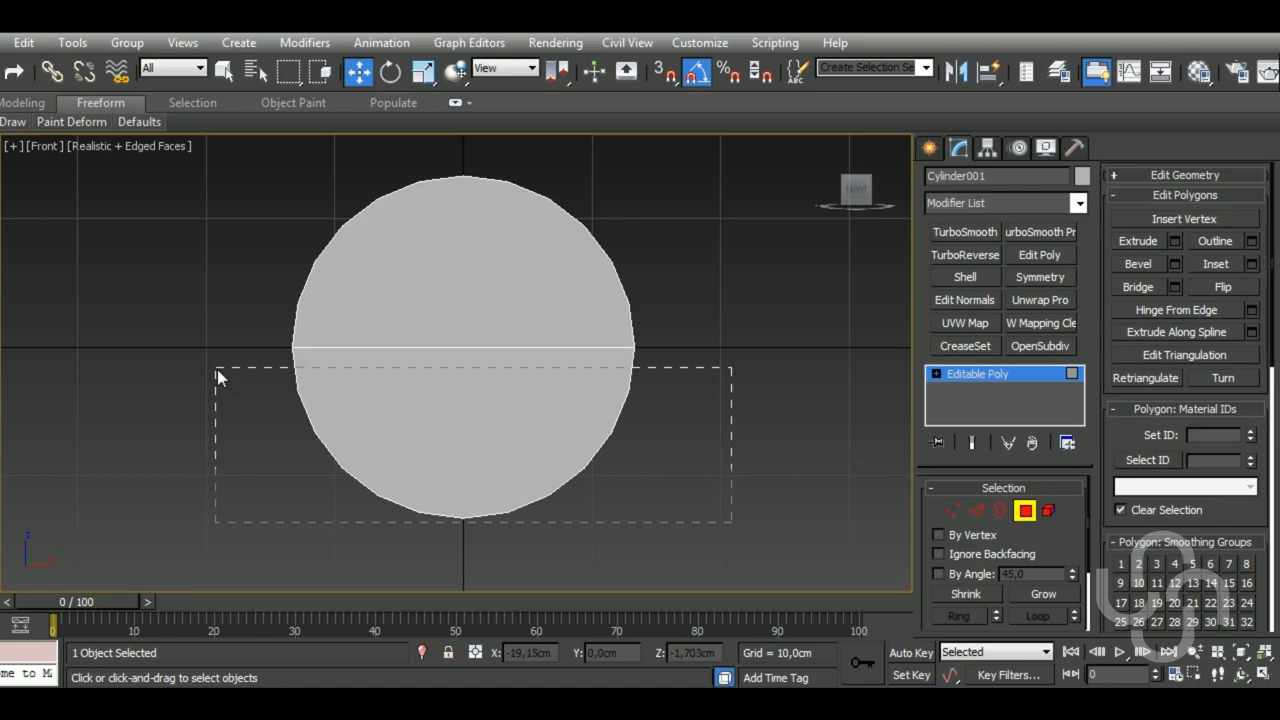 Edit Tools Group Views Create Modifiers Animation Graph Editors Rendering Civil View Customize Scripting Help
All View 3 Create Selection Se
Modeling Freeform Selection Object Paint Populate
Draw Paint Deform Defaults
[+] [Front] [Realistic + Edged Faces]
FRONT
Cylinder001
Modifier List
TurboSmooth urboSmooth Pr
TurboReverse Edit Poly
Shell Symmetry
Edit Normals Unwrap Pro
UVW Map W Mapping Cle
CreaseSet OpenSubdiv
Editable Poly
Selection
By Vertex
Ignore Backfacing
By Angle: 45,0
Shrink Grow
Ring Loop
+ Edit Geometry
- Edit Polygons
Insert Vertex
Extrude Outline
Bevel Inset
Bridge Flip
Hinge From Edge
Extrude Along Spline
Edit Triangulation
Retriangulate Turn
- Polygon: Material IDs
Set ID:
Select ID
Clear Selection
- Polygon: Smoothing Groups
1 2 3 4 5 6 7 8
9 10 11 12 13 14 15 16
17 18 19 20 21 22 23 24
25 26 27 28 29 30 31 32
z
x
< 0 / 100 >
0 10 20 30 40 50 60 70 80 90 100
1 Object Selected X: -19,15cm Y: 0,0cm Z: -1,703cm Grid = 10,0cm Auto Key Selected
ome to M Click or click-and-drag to select objects Add Time Tag Set Key Key Filters... 0